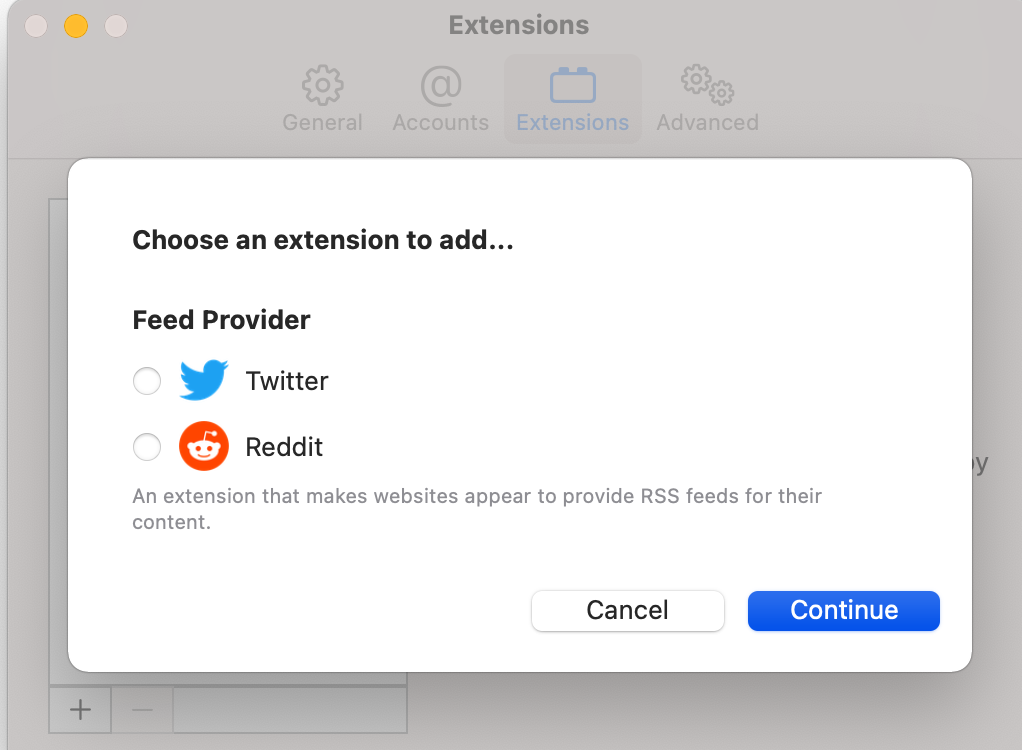 Extensions
General
Accounts
Extensions
Advanced
Choose an extension to add...
Feed Provider
Twitter
Reddit
An extension that makes websites appear to provide RSS feeds for their
content.
Cancel
Continue